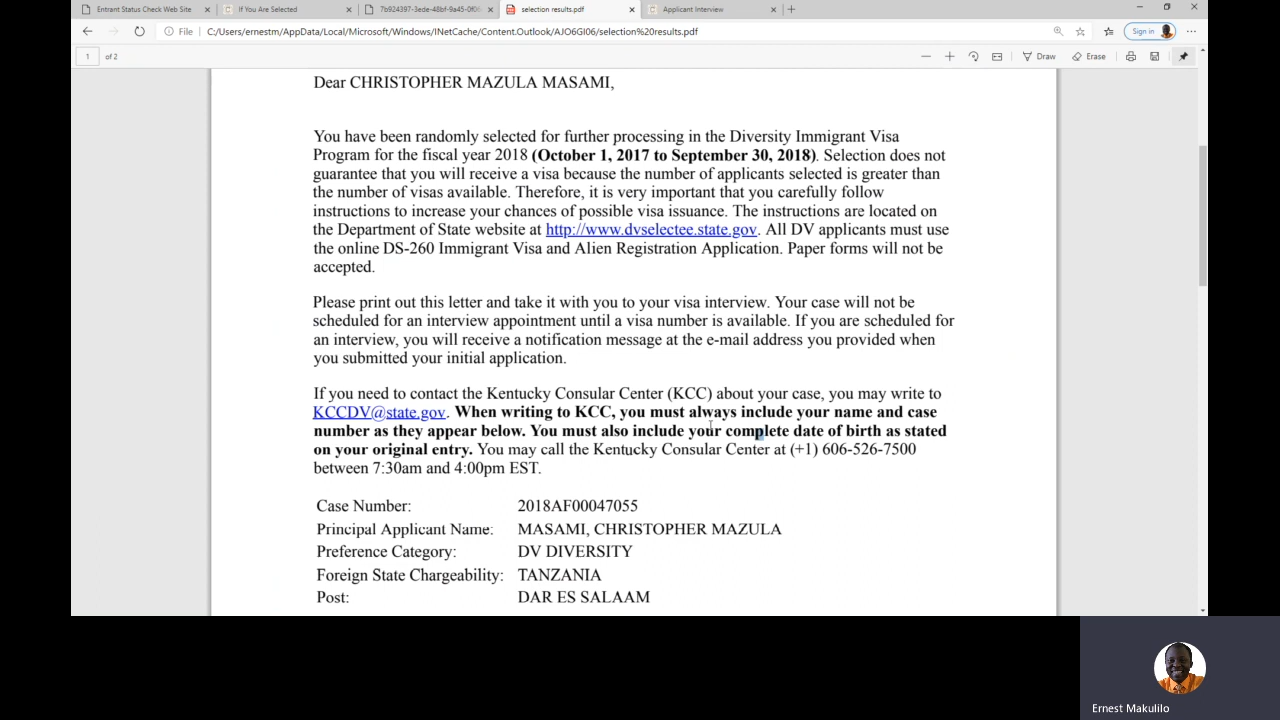 Entrant Status Check Web Site
If You Are Selected
selection results.pdf
Applicant Interview
File
C:/Users/ernestm/AppData/Local/Microsoft/Windows/INetCache/Content.Outlook/AJO6GI06/selection%20results.pdf
Sign in
1 of 2
Draw
Erase
Dear CHRISTOPHER MAZULA MASAMI,
You have been randomly selected for further processing in the Diversity Immigrant Visa
Program for the fiscal year 2018 (October 1, 2017 to September 30, 2018). Selection does not
guarantee that you will receive a visa because the number of applicants selected is greater than
the number of visas available. Therefore, it is very important that you carefully follow
instructions to increase your chances of possible visa issuance. The instructions are located on
the Department of State website at http://www.dvselectee.state.gov. All DV applicants must use
the online DS-260 Immigrant Visa and Alien Registration Application. Paper forms will not be
accepted.
Please print out this letter and take it with you to your visa interview. Your case will not be
scheduled for an interview appointment until a visa number is available. If you are scheduled for
an interview, you will receive a notification message at the e-mail address you provided when
you submitted your initial application.
If you need to contact the Kentucky Consular Center (KCC) about your case, you may write to
KCCDV@state.gov. When writing to KCC, you must always include your name and case
number as they appear below. You must also include your complete date of birth as stated
on your original entry. You may call the Kentucky Consular Center at (+1) 606-526-7500
between 7:30am and 4:00pm EST.
Case Number: 2018AF00047055
Principal Applicant Name: MASAMI, CHRISTOPHER MAZULA
Preference Category: DV DIVERSITY
Foreign State Chargeability: TANZANIA
Post: DAR ES SALAAM
Ernest Makulilo